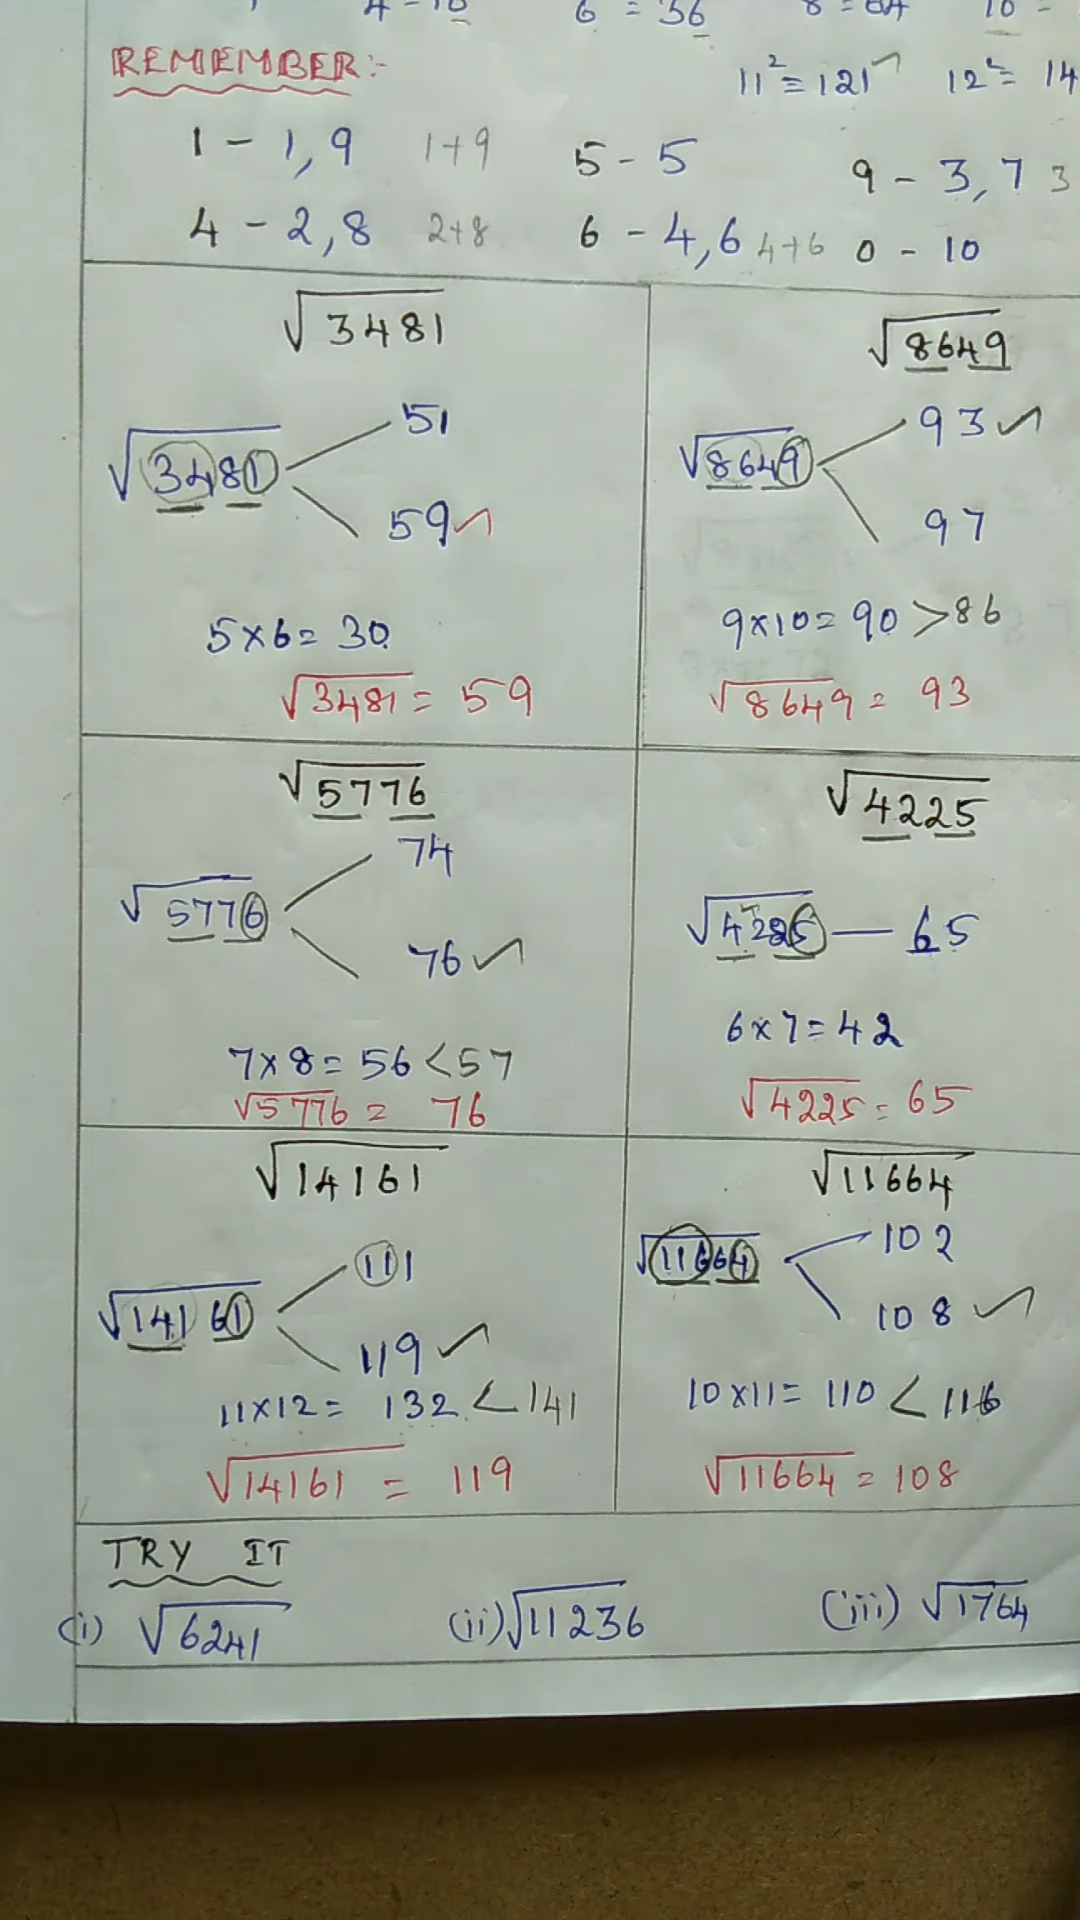 6 = 36
REMEMBER:-
11² = 121 12² = 14
1 - 1, 9 1+9 5 - 5 9 - 3, 7 3
4 - 2, 8 2+8 6 - 4, 6 4+6 0 - 10
√3481
√3481
51
59
5×6 = 30
√3481 = 59
√8649
√8649
93
97
9×10 = 90 > 86
√8649 = 93
√5776
√5776
74
76
7×8 = 56 < 57
√5776 = 76
√4225
√4225 — 65
6×7 = 42
√4225 = 65
√14161
√14161
111
119
11×12 = 132 < 141
√14161 = 119
√11664
√11664
102
108
10×11 = 110 < 116
√11664 = 108
TRY IT
(i) √6241 (ii) √11236 (iii) √1764